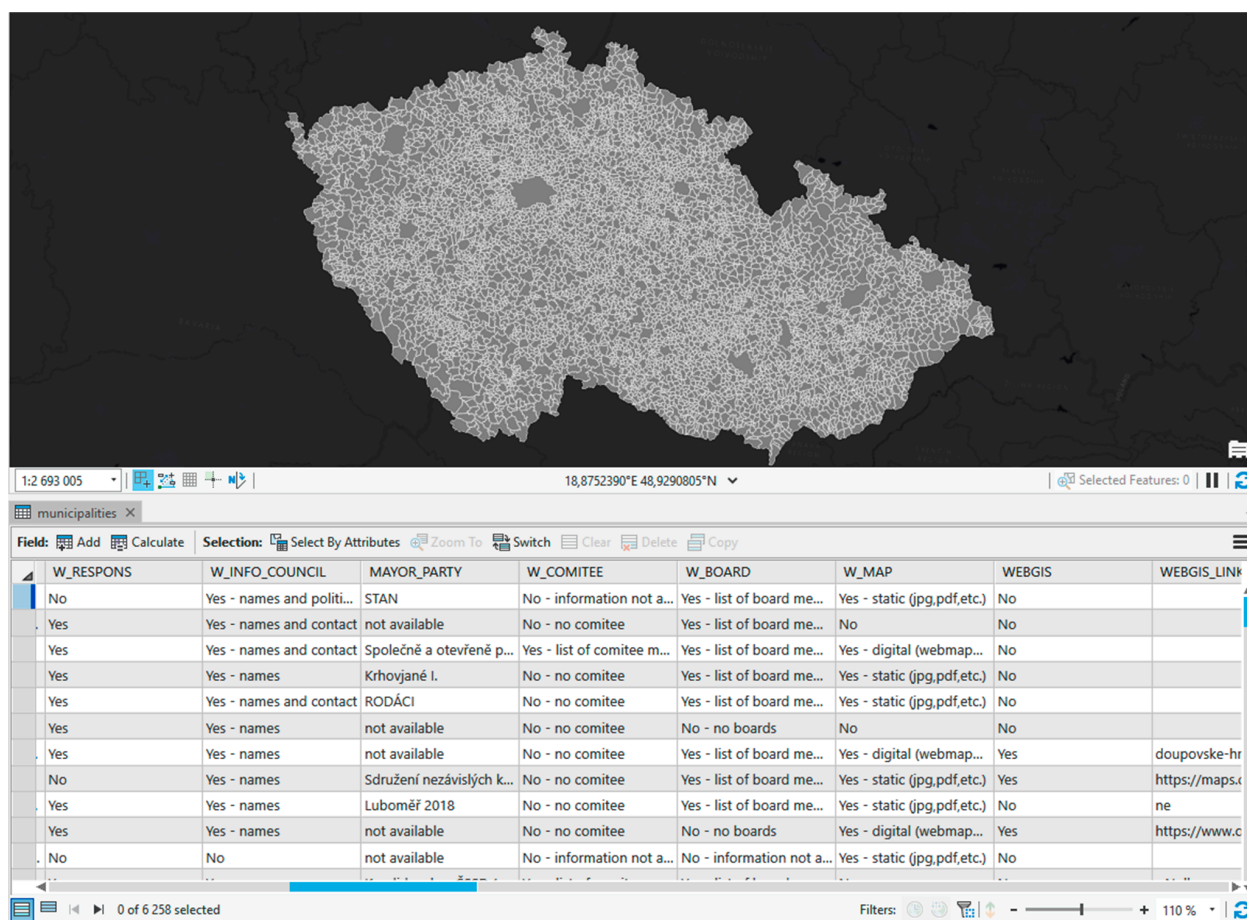 1:2 693 005
18,8752390°E 48,9290805°N
Selected Features: 0
municipalities
Field: Add Calculate Selection: Select By Attributes Zoom To Switch Clear Delete Copy
W_RESPONS W_INFO_COUNCIL MAYOR_PARTY W_COMITEE W_BOARD W_MAP WEBGIS WEBGIS_LINK
No Yes - names and politi... STAN No - information not a... Yes - list of board me... Yes - static (jpg,pdf,etc.) No
. Yes Yes - names and contact not available No - no comitee Yes - list of board me... No No
Yes Yes - names and contact Společně a otevřeně p... Yes - list of comitee m... Yes - list of board me... Yes - digital (webmap... No
Yes Yes - names Krhovjané I. No - no comitee Yes - list of board me... Yes - static (jpg,pdf,etc.) No
Yes Yes - names and contact RODÁCI No - no comitee Yes - list of board me... Yes - static (jpg,pdf,etc.) No
Yes Yes - names not available No - no comitee No - no boards No No
. Yes Yes - names not available No - no comitee Yes - list of board me... Yes - digital (webmap... Yes doupovske-hr
No Yes - names Sdružení nezávislých k... No - no comitee Yes - list of board me... Yes - static (jpg,pdf,etc.) Yes https://maps.c
. Yes Yes - names Luboměř 2018 No - no comitee Yes - list of board me... Yes - static (jpg,pdf,etc.) No ne
Yes Yes - names not available No - no comitee No - no boards Yes - digital (webmap... Yes https://www.c
. No No not available No - information not a... No - information not a... Yes - static (jpg,pdf,etc.) No
0 of 6 258 selected Filters: - + 110 %